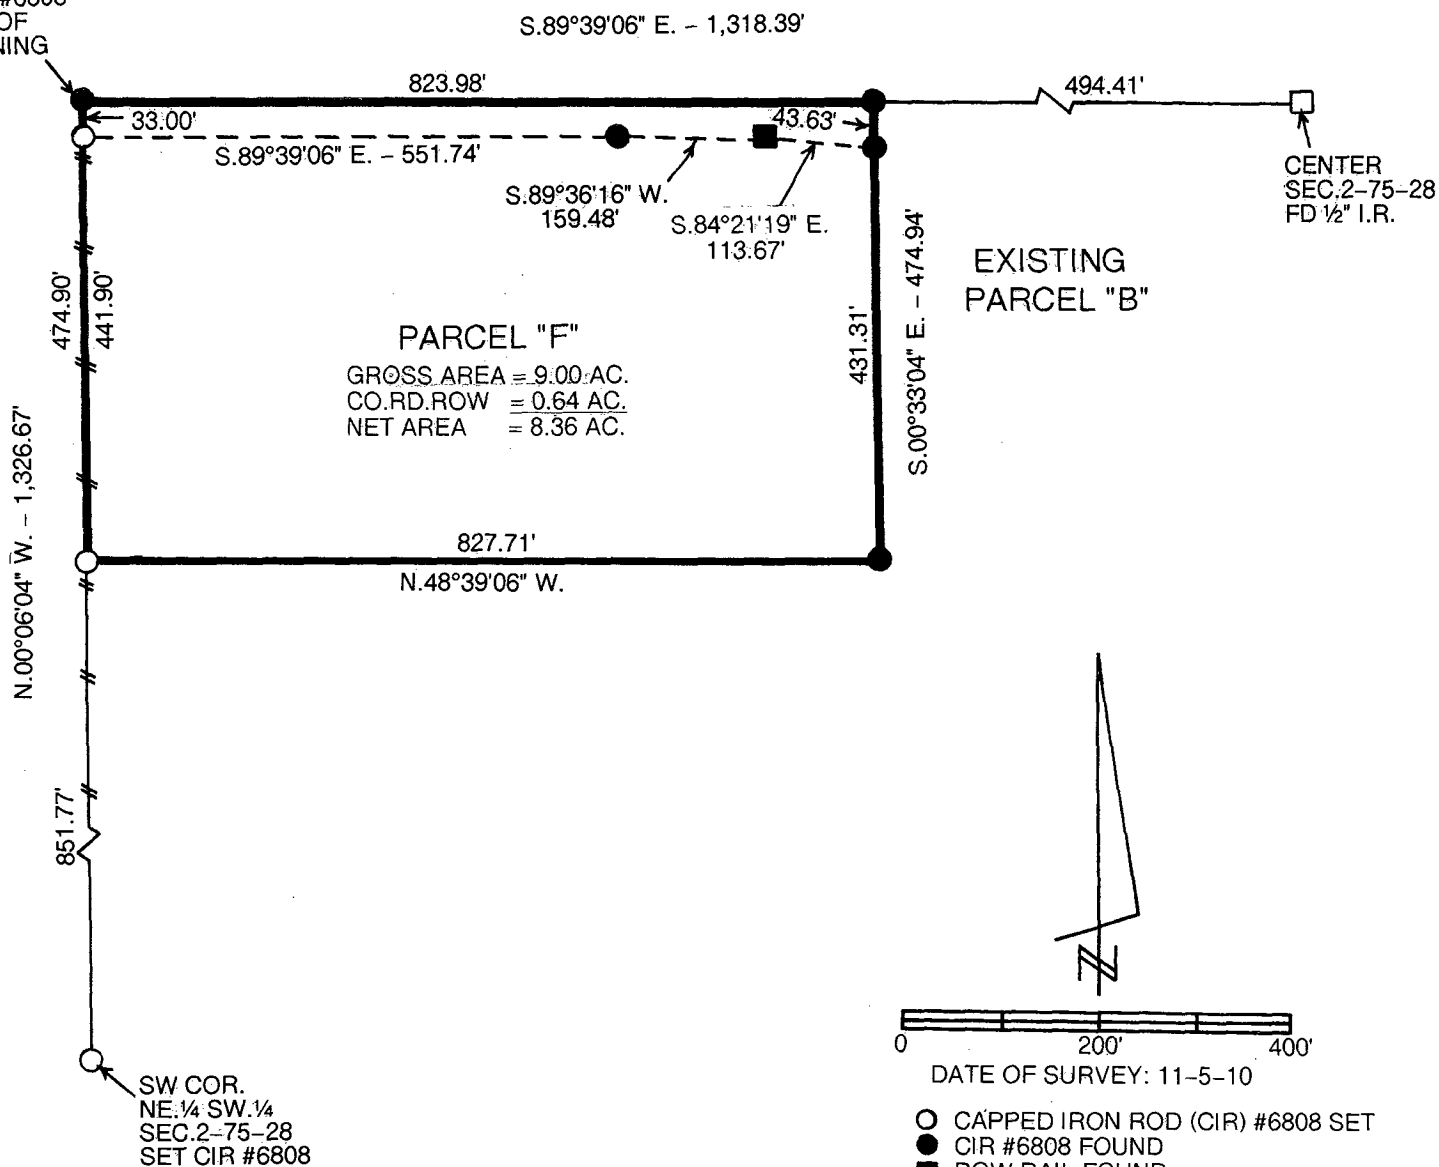 OF
S.89°39'06" E. – 1,318.39'
823.98'
494.41'
33.00'
43.63'
S.89°39'06" E. – 551.74'
S.89°36'16" W.
159.48'
S.84°21'19" E.
113.67'
CENTER
SEC.2–75–28
FD ½" I.R.
EXISTING
PARCEL "B"
474.90'
441.90'
431.31'
S.00°33'04" E. – 474.94'
PARCEL "F"
GROSS AREA = 9.00 AC.
CO.RD.ROW = 0.64 AC.
NET AREA = 8.36 AC.
N.00°06'04" W. – 1,326.67'
827.71'
N.48°39'06" W.
851.77'
N
0 200' 400'
DATE OF SURVEY: 11–5–10
SW COR.
NE.¼ SW.¼
SEC.2–75–28
SET CIR #6808
CAPPED IRON ROD (CIR) #6808 SET
CIR #6808 FOUND
ROW RAIL FOUND